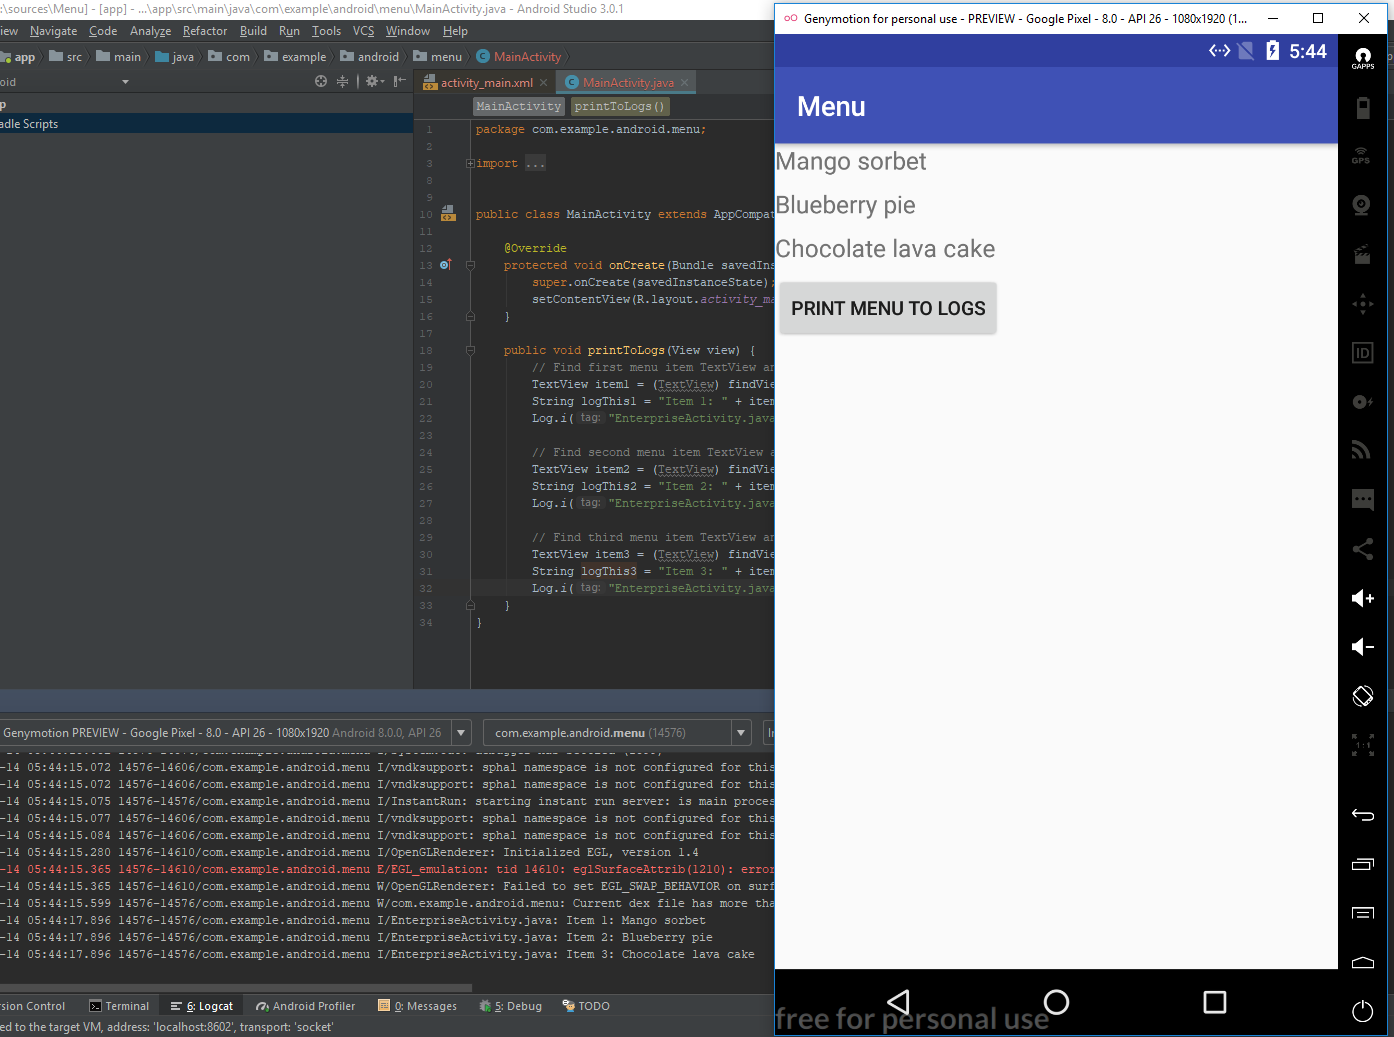 :\sources\Menu] - [app] - ...\app\src\main\java\com\example\android\menu\MainActivity.java - Android Studio 3.0.1
iew Navigate Code Analyze Refactor Build Run Tools VCS Window Help
app src main java com example android menu MainActivity
oid
activity_main.xml MainActivity.java
p
adle Scripts
MainActivity printToLogs()
1 package com.example.android.menu;
2
3 import ...
8
9
10 public class MainActivity extends AppCompat
11
12 @Override
13 protected void onCreate(Bundle savedIns
14 super.onCreate(savedInstanceState);
15 setContentView(R.layout.activity_ma
16 }
17
18 public void printToLogs(View view) {
19 // Find first menu item TextView an
20 TextView item1 = (TextView) findVie
21 String logThis1 = "Item 1: " + item
22 Log.i( tag: "EnterpriseActivity.java
23
24 // Find second menu item TextView a
25 TextView item2 = (TextView) findVie
26 String logThis2 = "Item 2: " + item
27 Log.i( tag: "EnterpriseActivity.java
28
29 // Find third menu item TextView an
30 TextView item3 = (TextView) findVie
31 String logThis3 = "Item 3: " + item
32 Log.i( tag: "EnterpriseActivity.java
33 }
34 }
Genymotion PREVIEW - Google Pixel - 8.0 - API 26 - 1080x1920 Android 8.0.0, API 26
com.example.android.menu (14576)
-14 05:44:15.072 14576-14606/com.example.android.menu I/vndksupport: sphal namespace is not configured for this
-14 05:44:15.072 14576-14606/com.example.android.menu I/vndksupport: sphal namespace is not configured for this
-14 05:44:15.075 14576-14576/com.example.android.menu I/InstantRun: starting instant run server: is main proces
-14 05:44:15.077 14576-14606/com.example.android.menu I/vndksupport: sphal namespace is not configured for this
-14 05:44:15.084 14576-14606/com.example.android.menu I/vndksupport: sphal namespace is not configured for this
-14 05:44:15.280 14576-14610/com.example.android.menu I/OpenGLRenderer: Initialized EGL, version 1.4
-14 05:44:15.365 14576-14610/com.example.android.menu E/EGL_emulation: tid 14610: eglSurfaceAttrib(1210): error
-14 05:44:15.365 14576-14610/com.example.android.menu W/OpenGLRenderer: Failed to set EGL_SWAP_BEHAVIOR on surf
-14 05:44:15.599 14576-14576/com.example.android.menu W/com.example.android.menu: Current dex file has more tha
-14 05:44:17.896 14576-14576/com.example.android.menu I/EnterpriseActivity.java: Item 1: Mango sorbet
-14 05:44:17.896 14576-14576/com.example.android.menu I/EnterpriseActivity.java: Item 2: Blueberry pie
-14 05:44:17.896 14576-14576/com.example.android.menu I/EnterpriseActivity.java: Item 3: Chocolate lava cake
rsion Control Terminal 6: Logcat Android Profiler 0: Messages 5: Debug TODO
ed to the target VM, address: 'localhost:8602', transport: 'socket'
Genymotion for personal use - PREVIEW - Google Pixel - 8.0 - API 26 - 1080x1920 (1...
5:44
Menu
Mango sorbet
Blueberry pie
Chocolate lava cake
PRINT MENU TO LOGS
free for personal use
GAPPS
GPS
ID
1:1